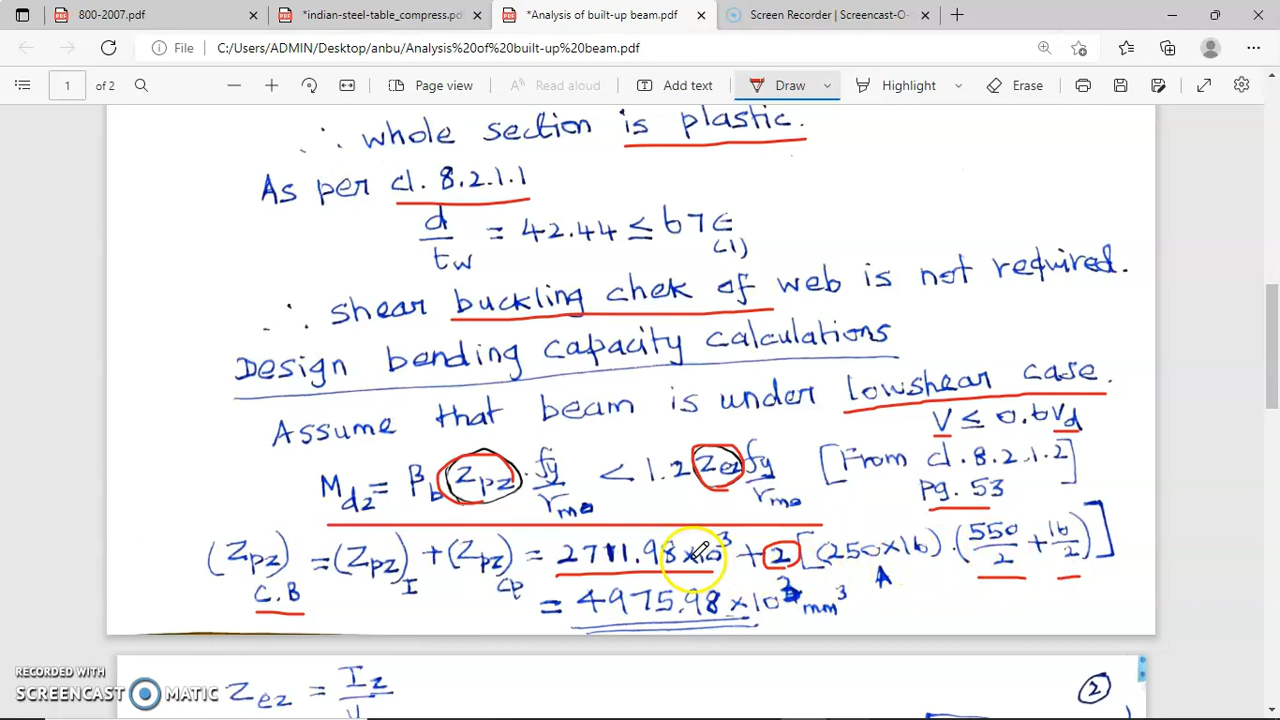 800-2007.pdf
*indian-steel-table_compress.pdf
*Analysis of built-up beam.pdf
Screen Recorder | Screencast-O-
File
C:/Users/ADMIN/Desktop/anbu/Analysis%20of%20built-up%20beam.pdf
1 of 2
Page view
Read aloud
Add text
Draw
Highlight
Erase
∴ whole section is plastic.
As per cl. 8.2.1.1
d/tw = 42.44 ≤ 67ε
(1)
∴ shear buckling chek of web is not required.
Design bending capacity calculations
Assume that beam is under lowshear case.
V ≤ 0.6Vd
Mdz = βb Zpz · fy/γm0 < 1.2 Zez fy/γm0 [From cl. 8.2.1.2]
Pg. 53
(Zpz)C.B = (Zpz)I + (Zpz)CP = 2711.98×10³ + 2[(250×16)·(550/2 + 16/2)]
A
= 4975.98×10³ mm³
RECORDED WITH
SCREENCAST MATIC
Zez = Iz
2